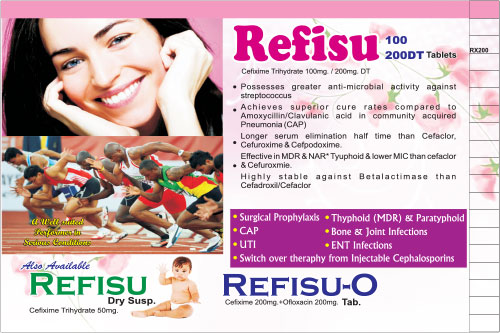 Refisu 100
200DT Tablets
RX200
Cefixime Trihydrate 100mg. / 200mg. DT
• Possesses greater anti-microbial activity against
streptococcus
• Achieves superior cure rates compared to
Amoxycillin/Clavulanic acid in community acquired
Pneumonia (CAP)
Longer serum elimination half time than Cefaclor,
• Cefuroxime & Cefpodoxime.
Effective in MDR & NAR* Tyuphoid & lower MIC than cefaclor
• & Cefuroxmie.
Highly stable against Betalactimase than
• Cefadroxil/Cefaclor
• Surgical Prophylaxis • Thyphoid (MDR) & Paratyphoid
• CAP • Bone & Joint Infections
• UTI • ENT Infections
• Switch over theraphy from Injectable Cephalosporins
A Well-suited
Performer in
Serious Conditions
Also Available
REFISU
Dry Susp.
Cefixime Trihydrate 50mg.
REFISU-O
Cefixime 200mg.+Ofloxacin 200mg. Tab.